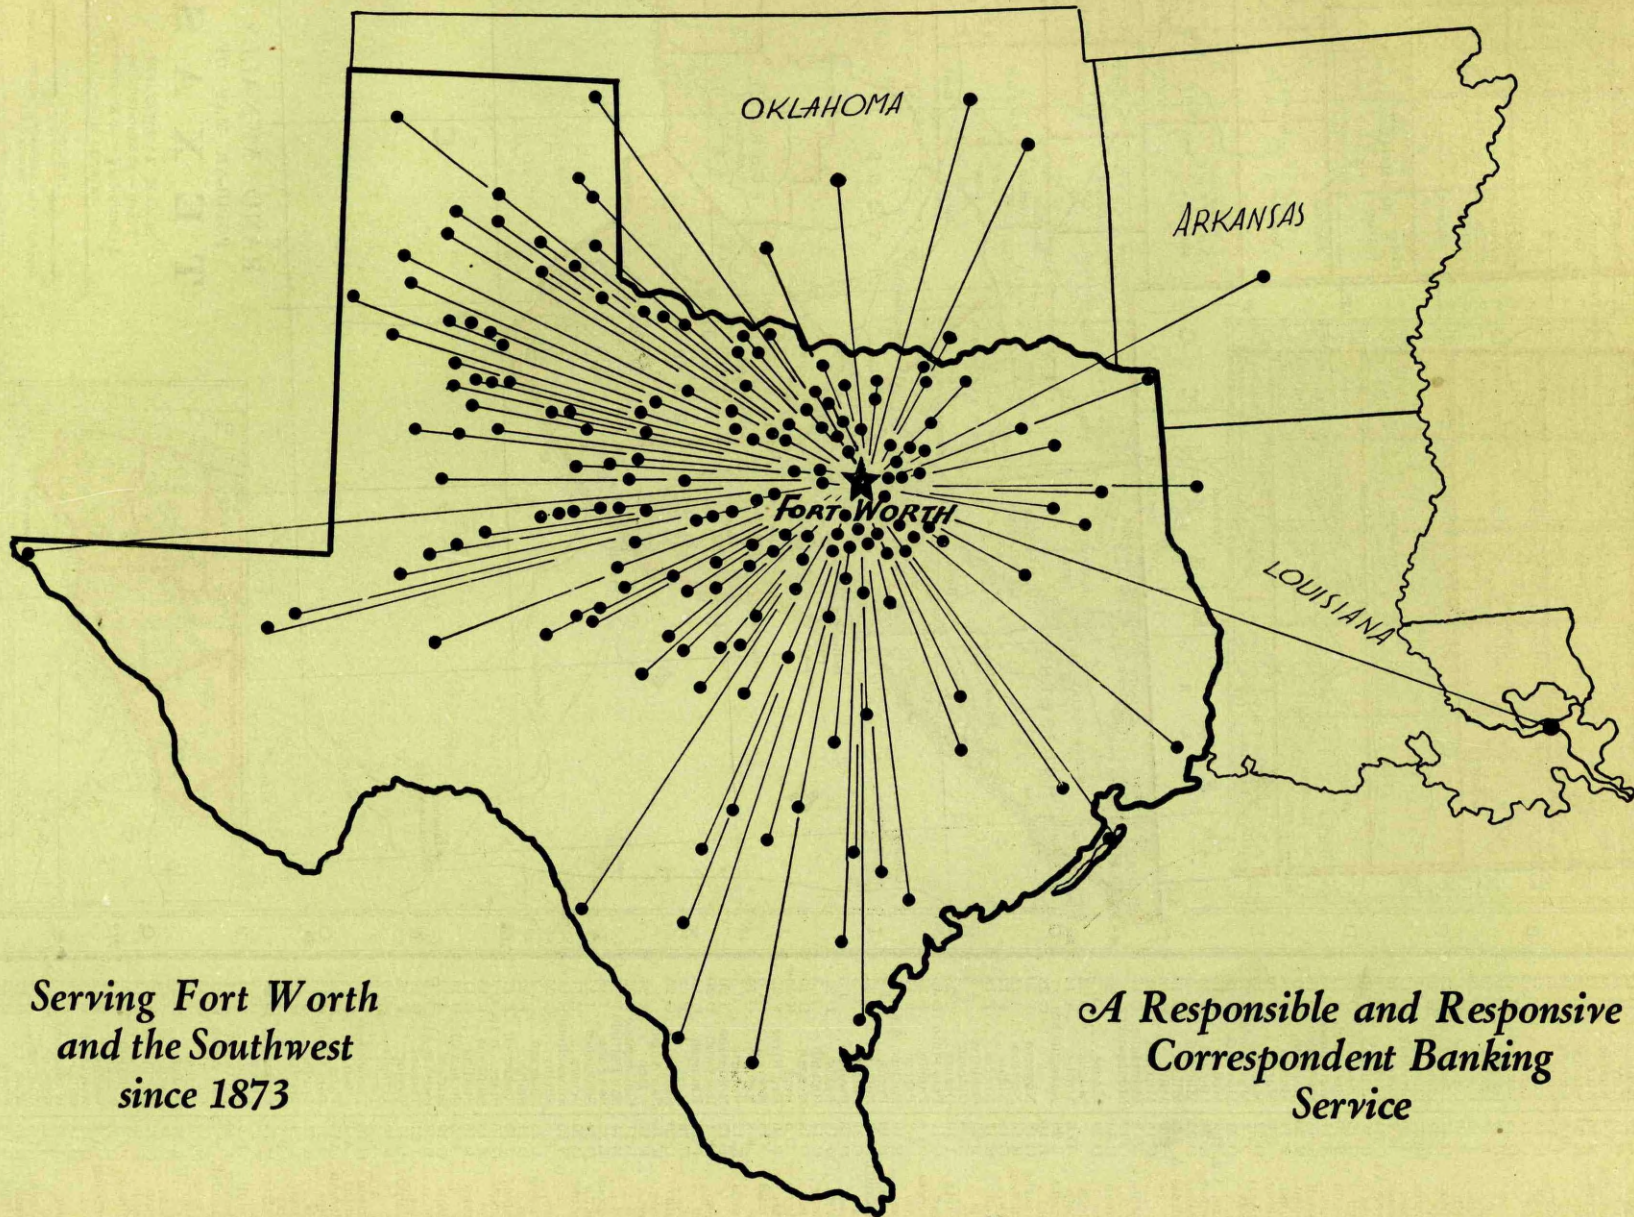 OKLAHOMA
ARKANSAS
FORT WORTH
LOUISIANA
Serving Fort Worth
and the Southwest
since 1873
A Responsible and Responsive
Correspondent Banking
Service